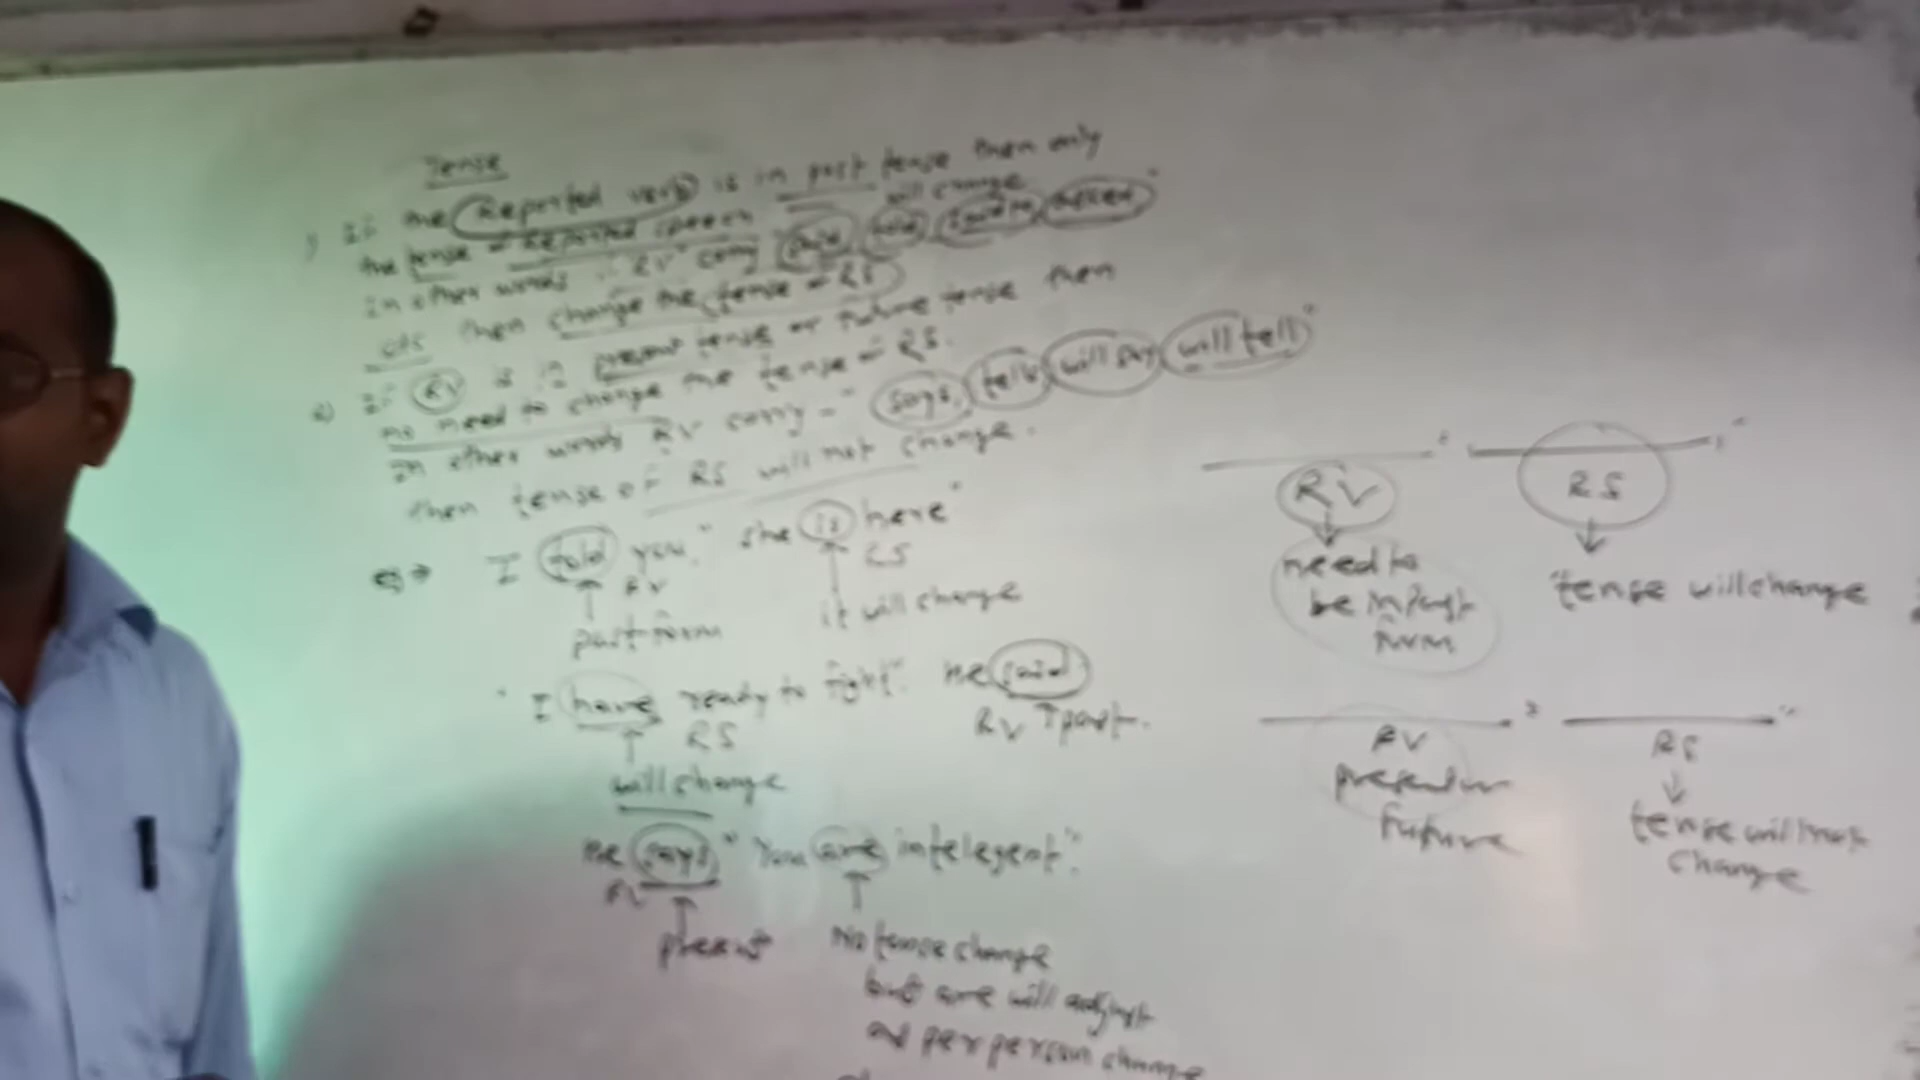 Tense
1) If the Reported verb is in past tense then only
the tense of Reported speech will change
in other words if RV carry " said, told, asked"
etc then change the tense of RS
2) If RV is in present tense or future tense then
no need to change the tense of RS.
In other words RV carry - " says, tells, will say, will tell"
then tense of RS will not change.
eg → I told you, " she is here"
RV
past form
it will change
" I have ready to fight". He said
RS RV ↑ past.
will change
He says " You are intelegent".
RV
No tense change
but are will adjust
as per person change
RV RS
need to
be in past
form
tense will change
RV RS
present or
future
tense will not
change